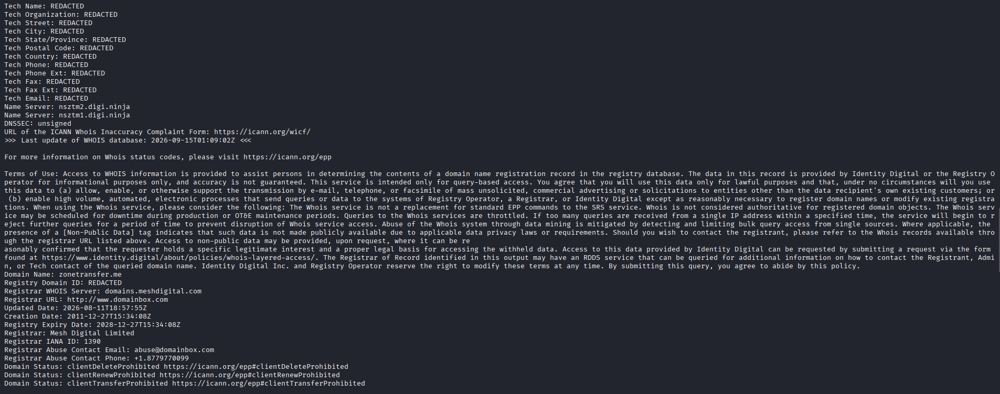 Tech Name: REDACTED
Tech Organization: REDACTED
Tech Street: REDACTED
Tech City: REDACTED
Tech State/Province: REDACTED
Tech Postal Code: REDACTED
Tech Country: REDACTED
Tech Phone: REDACTED
Tech Phone Ext: REDACTED
Tech Fax: REDACTED
Tech Fax Ext: REDACTED
Tech Email: REDACTED
Name Server: nsztm2.digi.ninja
Name Server: nsztm1.digi.ninja
DNSSEC: unsigned
URL of the ICANN Whois Inaccuracy Complaint Form: https://icann.org/wicf/
>>> Last update of WHOIS database: 2026-09-15T01:09:02Z <<<

For more information on Whois status codes, please visit https://icann.org/epp

Terms of Use: Access to WHOIS information is provided to assist persons in determining the contents of a domain name registration record in the registry database. The data in this record is provided by Identity Digital or the Registry O
perator for informational purposes only, and accuracy is not guaranteed. This service is intended only for query-based access. You agree that you will use this data only for lawful purposes and that, under no circumstances will you use
this data to (a) allow, enable, or otherwise support the transmission by e-mail, telephone, or facsimile of mass unsolicited, commercial advertising or solicitations to entities other than the data recipient's own existing customers; or
 (b) enable high volume, automated, electronic processes that send queries or data to the systems of Registry Operator, a Registrar, or Identity Digital except as reasonably necessary to register domain names or modify existing registra
tions. When using the Whois service, please consider the following: The Whois service is not a replacement for standard EPP commands to the SRS service. Whois is not considered authoritative for registered domain objects. The Whois serv
ice may be scheduled for downtime during production or OT&E maintenance periods. Queries to the Whois services are throttled. If too many queries are received from a single IP address within a specified time, the service will begin to r
eject further queries for a period of time to prevent disruption of Whois service access. Abuse of the Whois system through data mining is mitigated by detecting and limiting bulk query access from single sources. Where applicable, the
presence of a [Non-Public Data] tag indicates that such data is not made publicly available due to applicable data privacy laws or requirements. Should you wish to contact the registrant, please refer to the Whois records available thro
ugh the registrar URL listed above. Access to non-public data may be provided, upon request, where it can be re
asonably confirmed that the requester holds a specific legitimate interest and a proper legal basis for accessing the withheld data. Access to this data provided by Identity Digital can be requested by submitting a request via the form
found at https://www.identity.digital/about/policies/whois-layered-access/. The Registrar of Record identified in this output may have an RDDS service that can be queried for additional information on how to contact the Registrant, Admi
n, or Tech contact of the queried domain name. Identity Digital Inc. and Registry Operator reserve the right to modify these terms at any time. By submitting this query, you agree to abide by this policy.
Domain Name: zonetransfer.me
Registry Domain ID: REDACTED
Registrar WHOIS Server: domains.meshdigital.com
Registrar URL: http://www.domainbox.com
Updated Date: 2026-08-11T18:57:55Z
Creation Date: 2011-12-27T15:34:08Z
Registry Expiry Date: 2028-12-27T15:34:08Z
Registrar: Mesh Digital Limited
Registrar IANA ID: 1390
Registrar Abuse Contact Email: abuse@domainbox.com
Registrar Abuse Contact Phone: +1.8779770099
Domain Status: clientDeleteProhibited https://icann.org/epp#clientDeleteProhibited
Domain Status: clientRenewProhibited https://icann.org/epp#clientRenewProhibited
Domain Status: clientTransferProhibited https://icann.org/epp#clientTransferProhibited